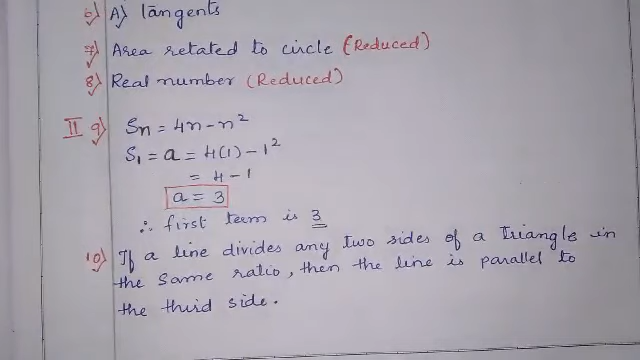 6) A) Tangents
7) Area retated to circle (Reduced)
8) Real number (Reduced)
II 9) Sn = 4n - n²
S₁ = a = 4(1) - 1²
= 4 - 1
a = 3
∴ first term is 3
10) If a line divides any two sides of a Triangle in
the same ratio, then the line is parallel to
the third side.